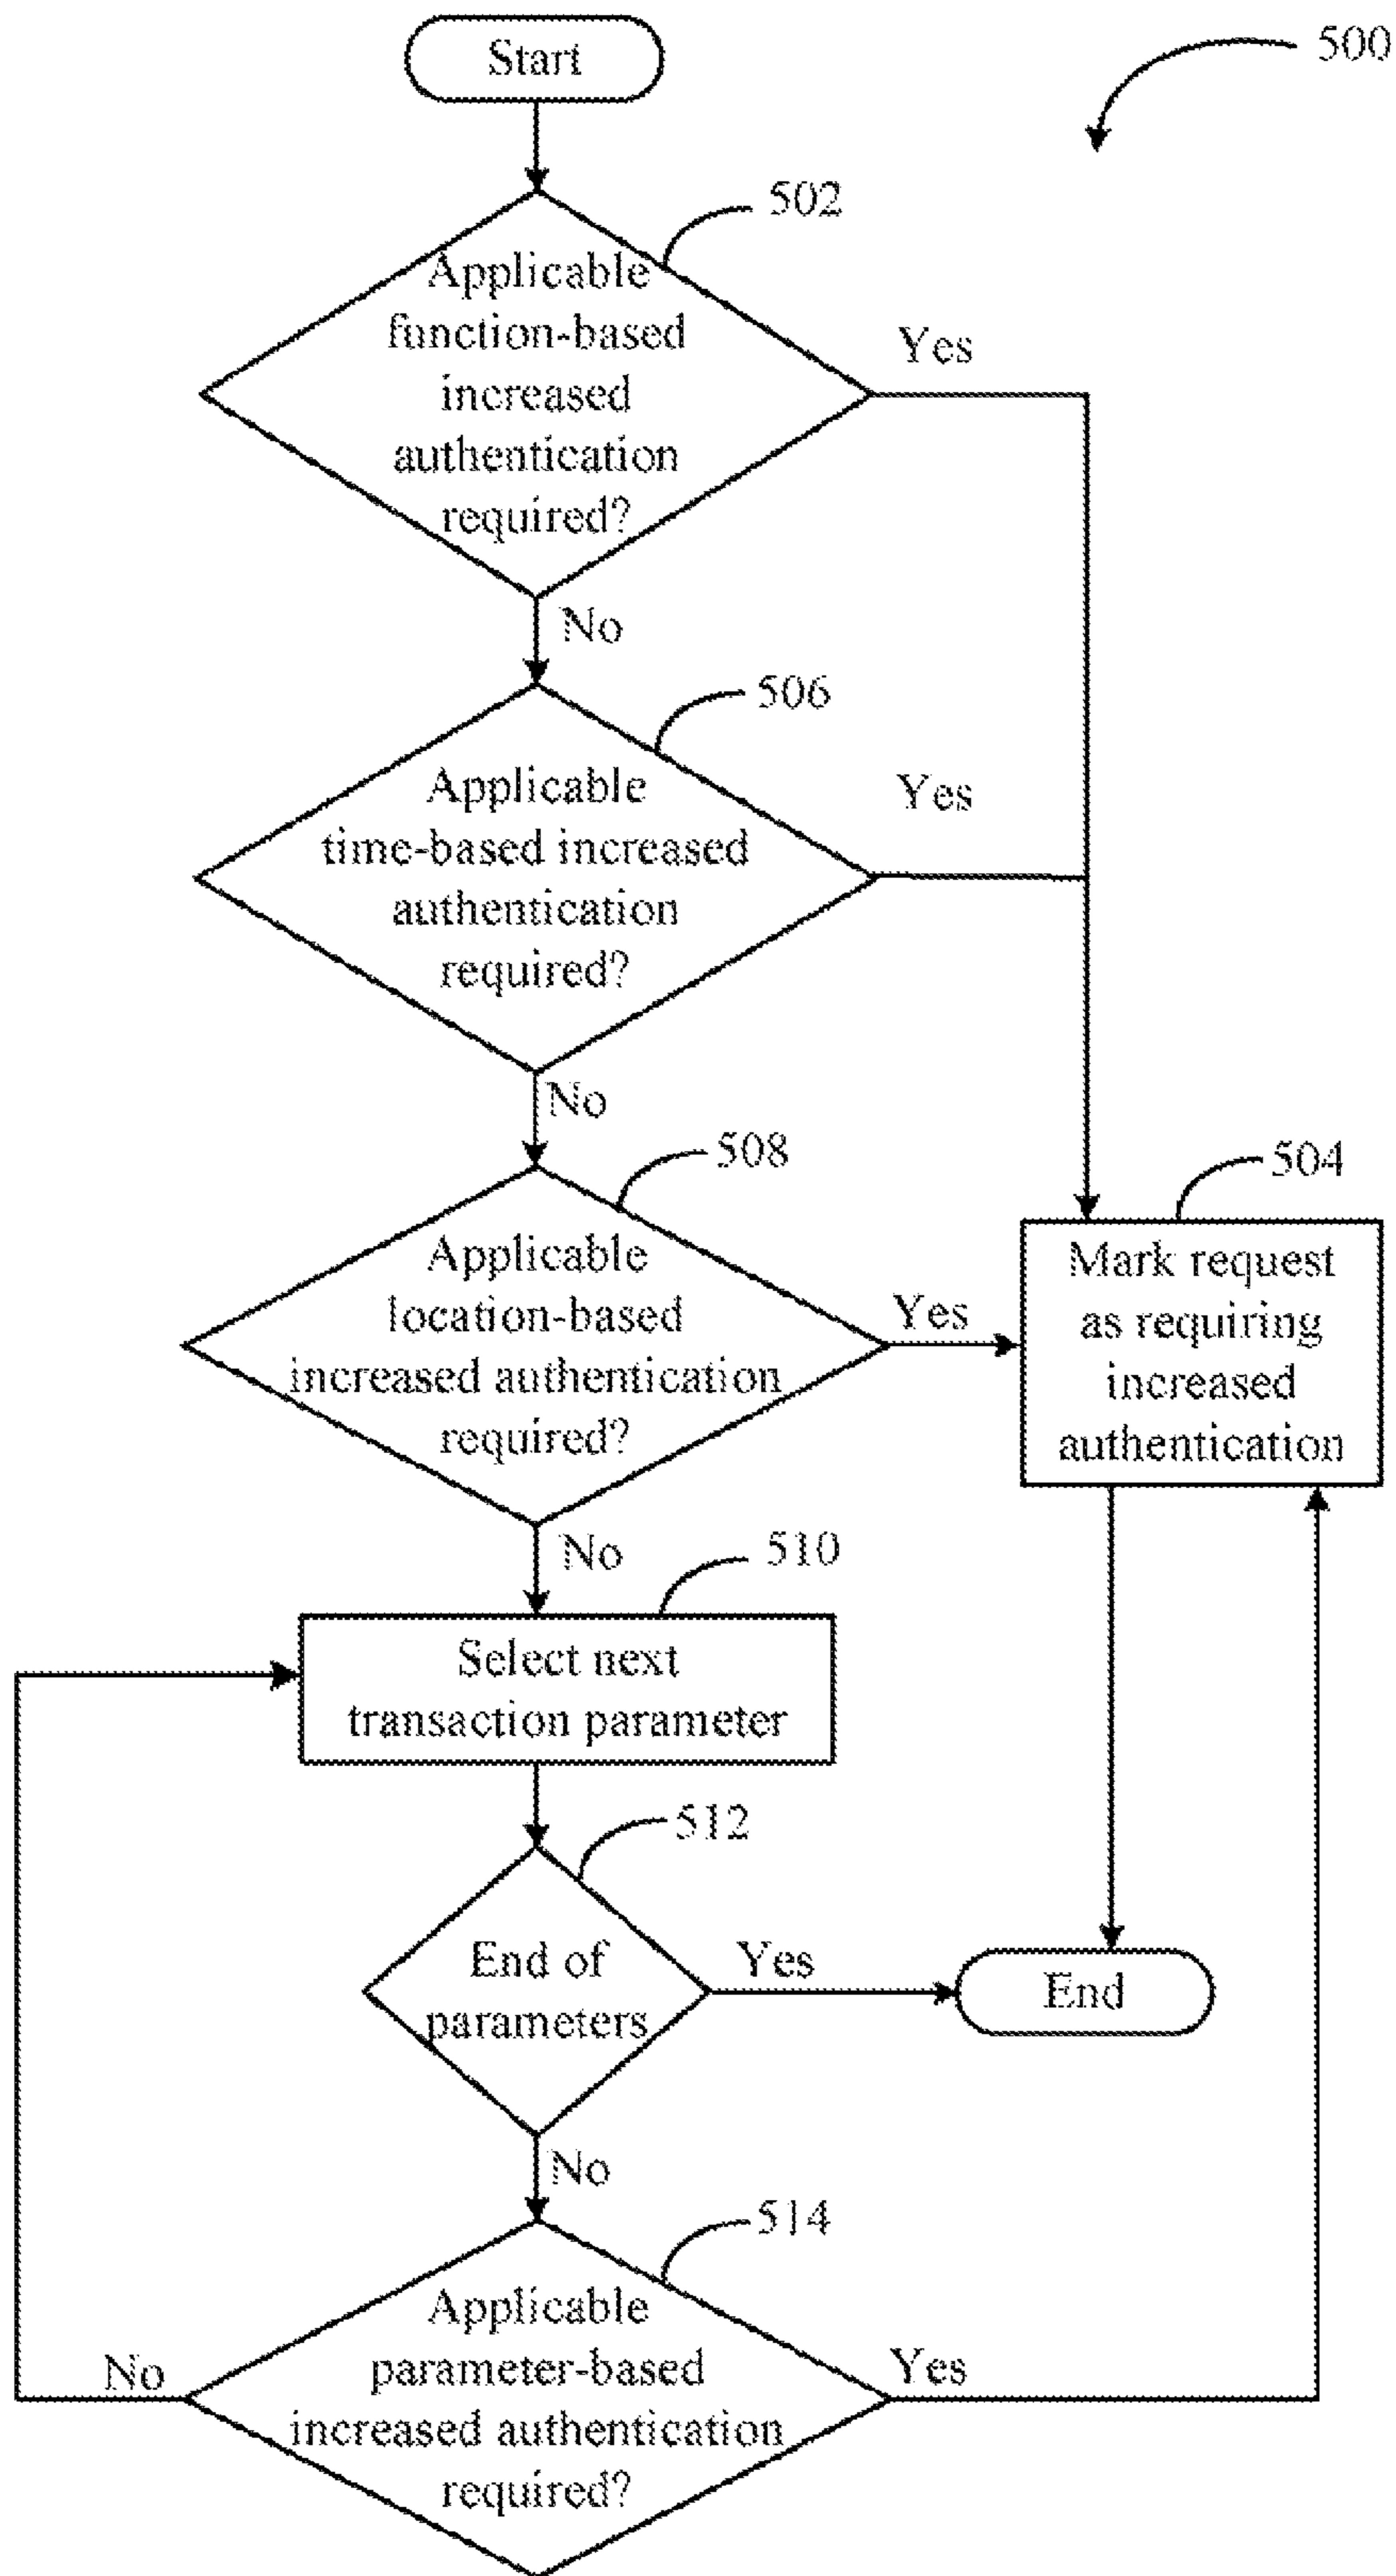 Start
500
502
Applicable
function-based
increased
authentication
required?
Yes
No
506
Applicable
time-based increased
authentication
required?
Yes
No
508
Applicable
location-based
increased authentication
required?
Yes
504
Mark request
as requiring
increased
authentication
No
510
Select next
transaction parameter
512
End of
parameters
Yes
End
No
514
Applicable
parameter-based
increased authentication
required?
No
Yes